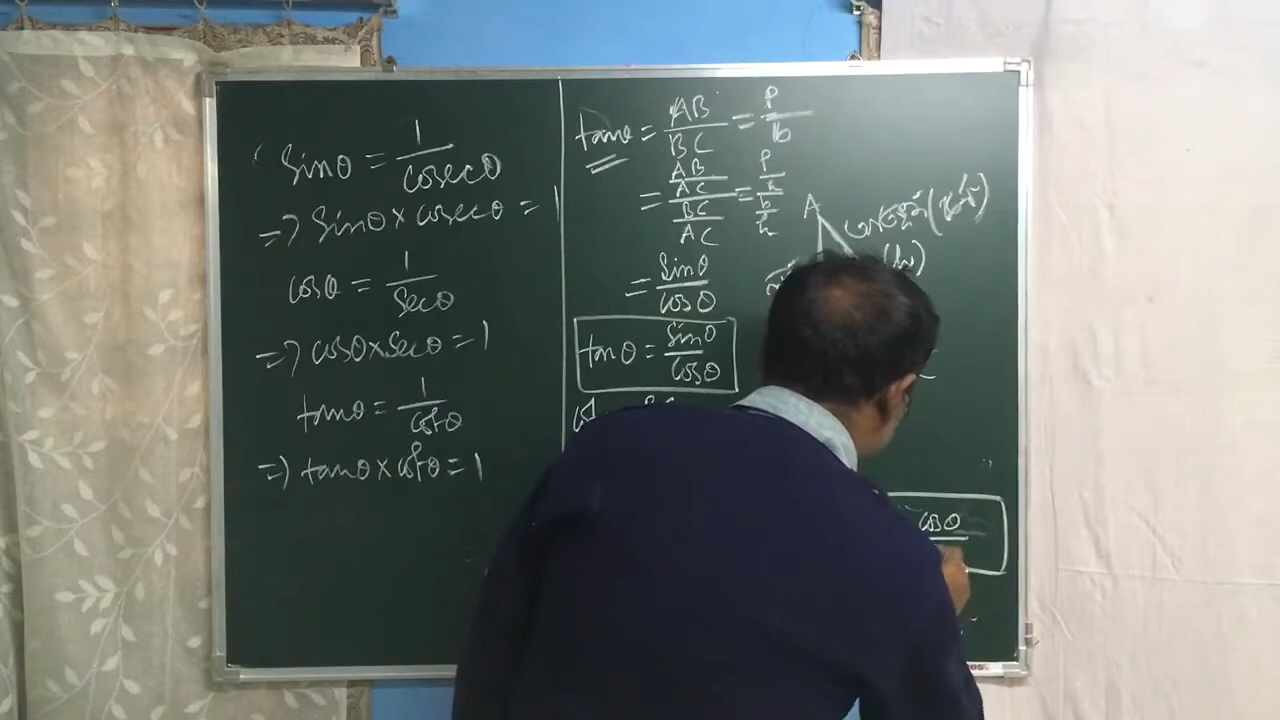 sinθ = 1/cosecθ
=> sinθ × cosecθ = 1
cosθ = 1/secθ
=> cosθ × secθ = 1
tanθ = 1/cotθ
=> tanθ × cotθ = 1
tanθ = AB/BC = P/b
= (AB/AC)/(BC/AC) = (P/h)/(b/h)
= sinθ/cosθ
tanθ = sinθ/cosθ
A
(h)
cosθ